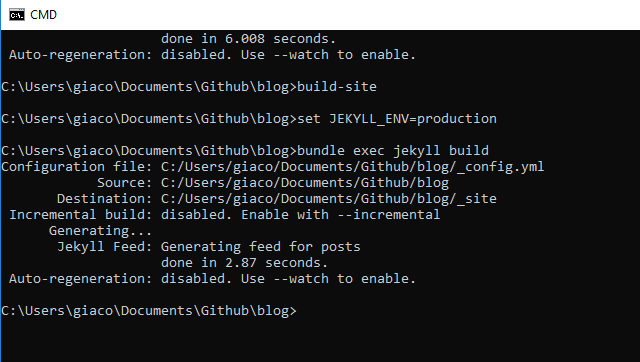 CMD
done in 6.008 seconds.
Auto-regeneration: disabled. Use --watch to enable.
C:\Users\giaco\Documents\Github\blog>build-site
C:\Users\giaco\Documents\Github\blog>set JEKYLL_ENV=production
C:\Users\giaco\Documents\Github\blog>bundle exec jekyll build
Configuration file: C:/Users/giaco/Documents/Github/blog/_config.yml
Source: C:/Users/giaco/Documents/Github/blog
Destination: C:/Users/giaco/Documents/Github/blog/_site
Incremental build: disabled. Enable with --incremental
Generating...
Jekyll Feed: Generating feed for posts
done in 2.87 seconds.
Auto-regeneration: disabled. Use --watch to enable.
C:\Users\giaco\Documents\Github\blog>